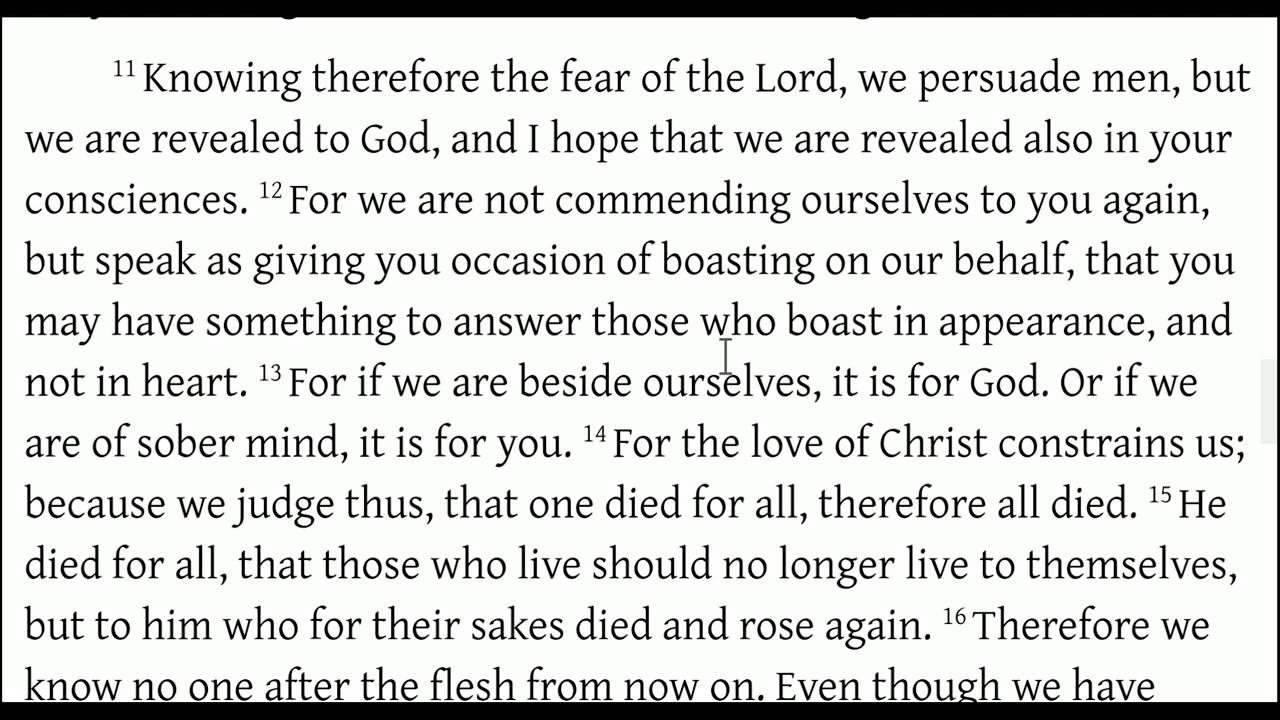 11 Knowing therefore the fear of the Lord, we persuade men, but
we are revealed to God, and I hope that we are revealed also in your
consciences. 12 For we are not commending ourselves to you again,
but speak as giving you occasion of boasting on our behalf, that you
may have something to answer those who boast in appearance, and
not in heart. 13 For if we are beside ourselves, it is for God. Or if we
are of sober mind, it is for you. 14 For the love of Christ constrains us;
because we judge thus, that one died for all, therefore all died. 15 He
died for all, that those who live should no longer live to themselves,
but to him who for their sakes died and rose again. 16 Therefore we
know no one after the flesh from now on. Even though we have